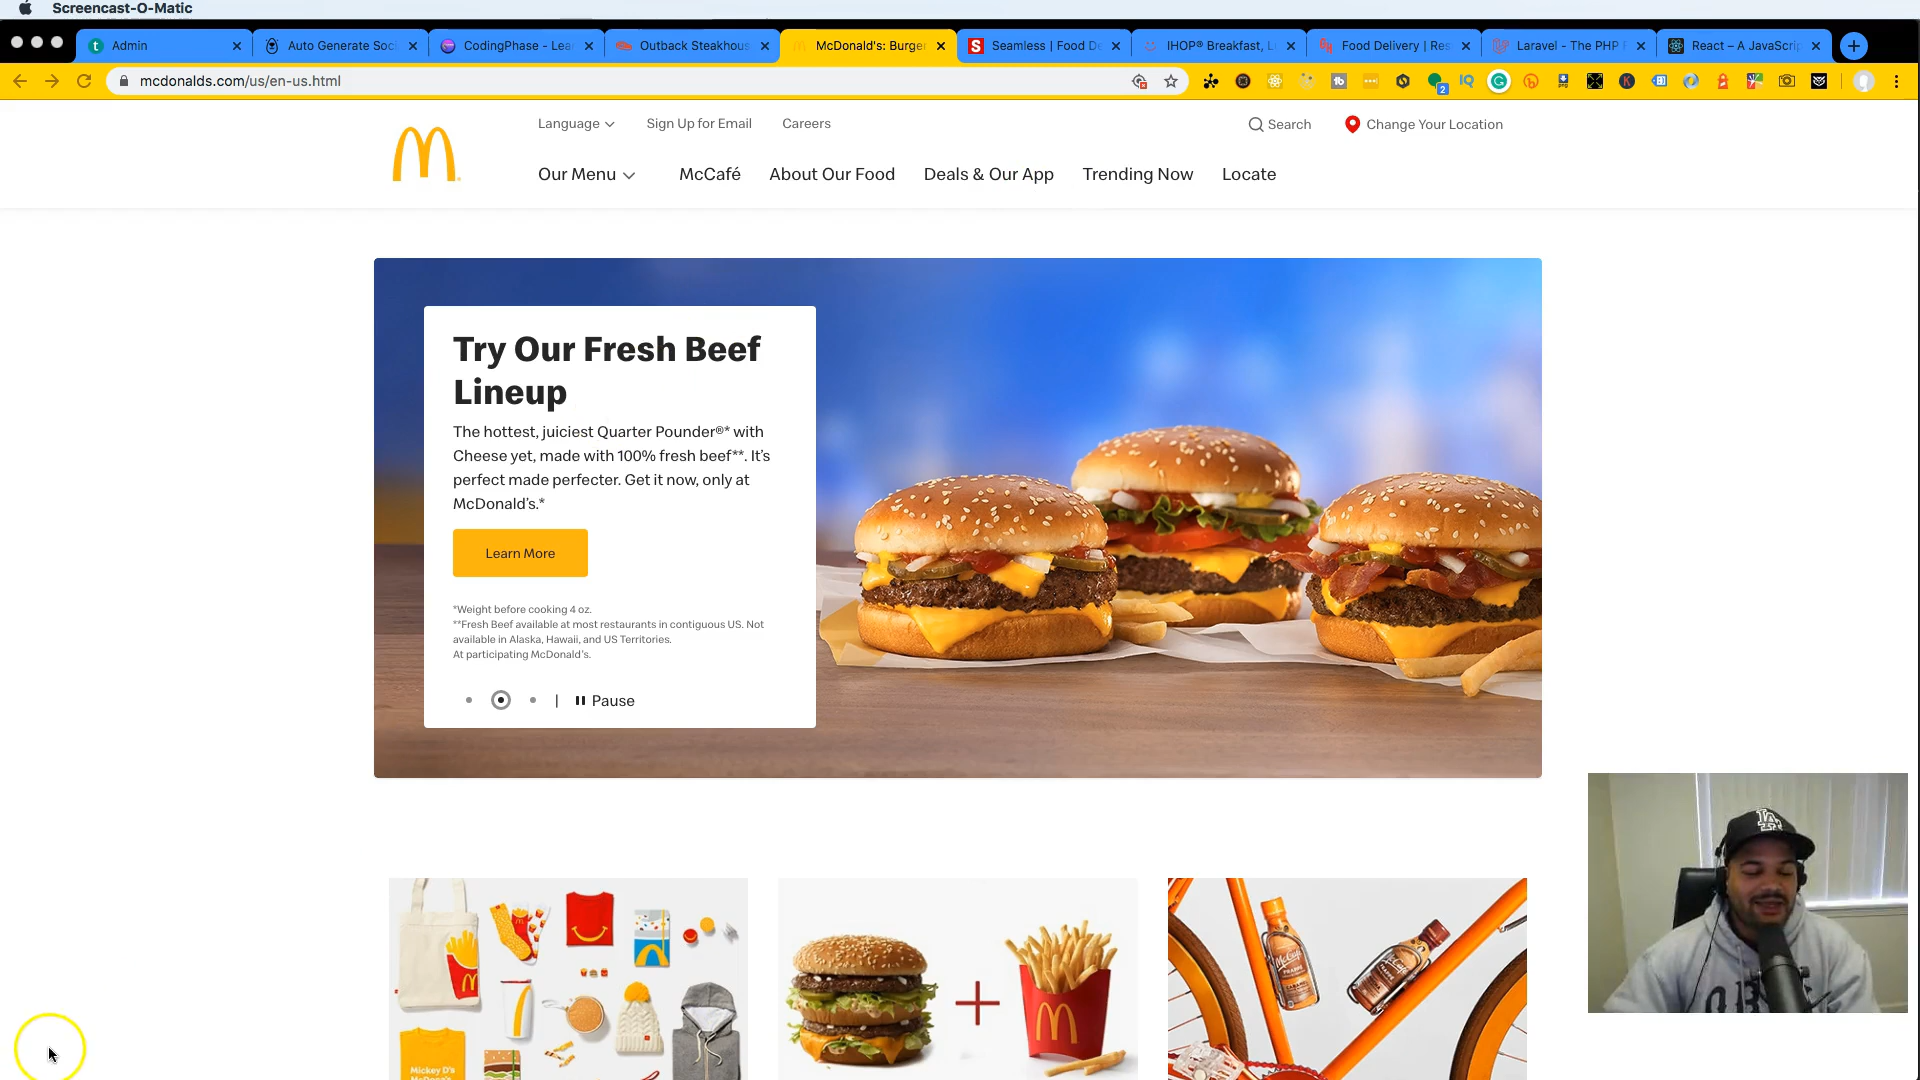 Screencast-O-Matic
Admin
Auto Generate Soc
CodingPhase - Lea
Outback Steakhous
McDonald's: Burge
Seamless | Food De
IHOP® Breakfast, L
Food Delivery | Res
Laravel - The PHP F
React – A JavaScrip
mcdonalds.com/us/en-us.html
Language
Sign Up for Email
Careers
Search
Change Your Location
Our Menu
McCafé
About Our Food
Deals & Our App
Trending Now
Locate
Try Our Fresh Beef
Lineup
The hottest, juiciest Quarter Pounder®* with
Cheese yet, made with 100% fresh beef**. It's
perfect made perfecter. Get it now, only at
McDonald's.*
Learn More
*Weight before cooking 4 oz.
**Fresh Beef available at most restaurants in contiguous US. Not
available in Alaska, Hawaii, and US Territories.
At participating McDonald's.
| Pause
Mickey D's